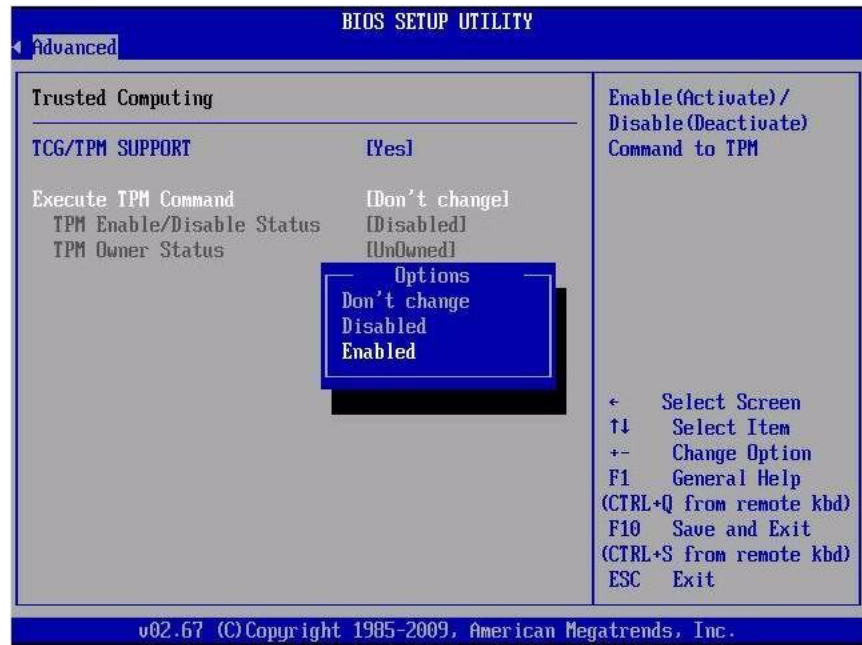 BIOS SETUP UTILITY
Advanced
Trusted Computing
TCG/TPM SUPPORT [Yes]
Execute TPM Command [Don't change]
TPM Enable/Disable Status [Disabled]
TPM Owner Status [UnOwned]
Options
Don't change
Disabled
Enabled
Enable(Activate)/
Disable(Deactivate)
Command to TPM
← Select Screen
↑↓ Select Item
+- Change Option
F1 General Help
(CTRL+Q from remote kbd)
F10 Save and Exit
(CTRL+S from remote kbd)
ESC Exit
v02.67 (C)Copyright 1985-2009, American Megatrends, Inc.